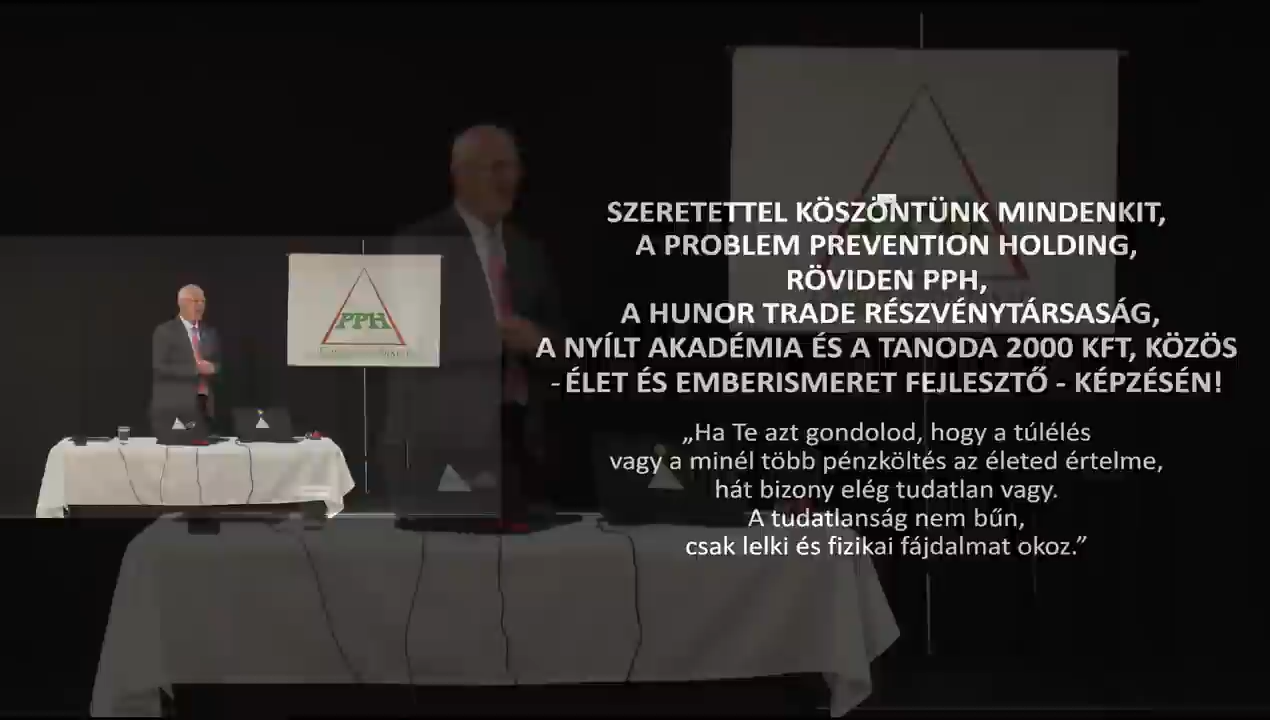 SZERETETTEL KÖSZÖNTÜNK MINDENKIT,
A PROBLEM PREVENTION HOLDING,
RÖVIDEN PPH,
A HUNOR TRADE RÉSZVÉNYTÁRSASÁG,
A NYÍLT AKADÉMIA ÉS A TANODA 2000 KFT, KÖZÖS
- ÉLET ÉS EMBERISMERET FEJLESZTŐ - KÉPZÉSÉN!
„Ha Te azt gondolod, hogy a túlélés
vagy a minél több pénzköltés az életed értelme,
hát bizony elég tudatlan vagy.
A tudatlanság nem bűn,
csak lelki és fizikai fájdalmat okoz.”
PPH